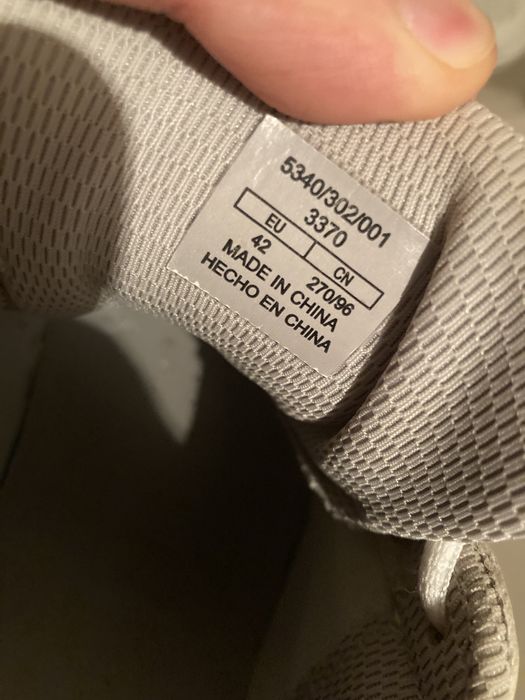 5340/302/001
3370
EU CN
42 270/96
MADE IN CHINA
HECHO EN CHINA